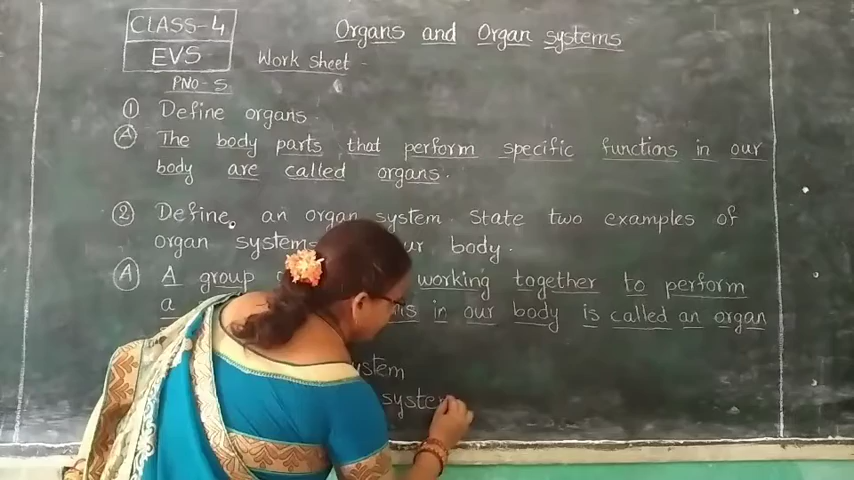 CLASS-4
EVS
Organs and Organ systems
Work sheet -
PNO-5
① Define organs.
Ⓐ The body parts that perform specific functions in our
body are called organs.
② Define an organ system. State two examples of
organ systems body.
Ⓐ A group working together to perform
a in our body is called an organ
system